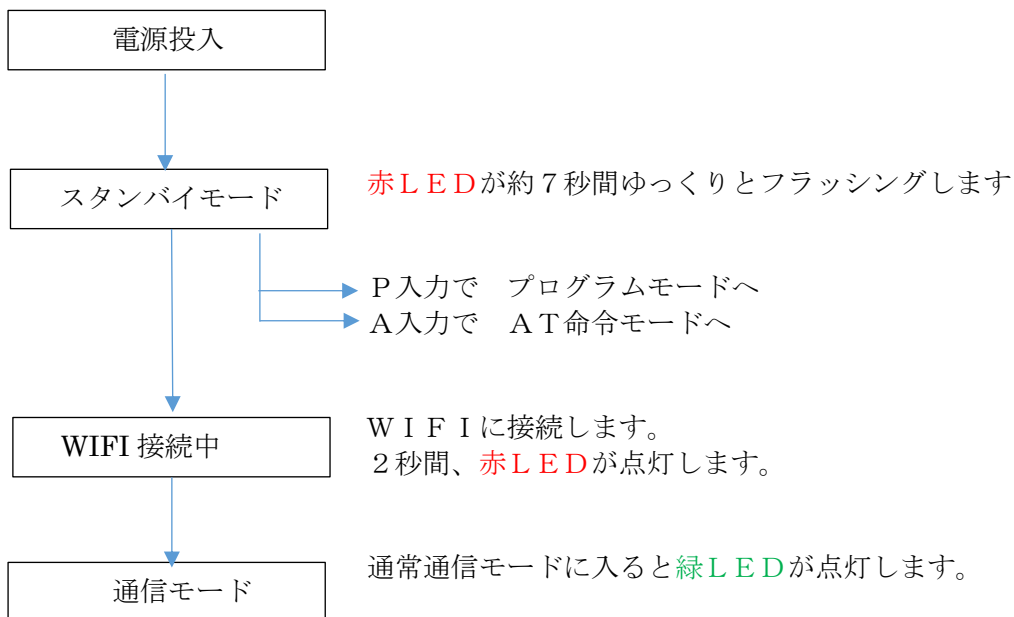 電源投入
スタンバイモード
赤ＬＥＤが約７秒間ゆっくりとフラッシングします
Ｐ入力で　プログラムモードへ
Ａ入力で　ＡＴ命令モードへ
WIFI 接続中
ＷＩＦＩに接続します。
２秒間、赤ＬＥＤが点灯します。
通信モード
通常通信モードに入ると緑ＬＥＤが点灯します。